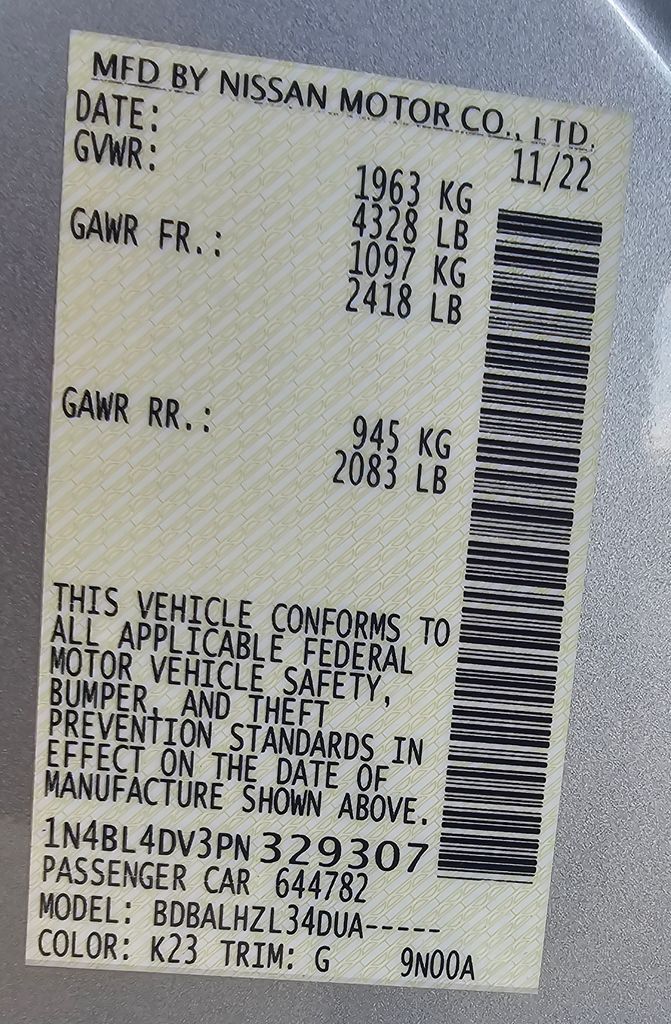 MFD BY NISSAN MOTOR CO., LTD.
DATE: 11/22
GVWR: 1963 KG
4328 LB
GAWR FR.: 1097 KG
2418 LB
GAWR RR.: 945 KG
2083 LB
THIS VEHICLE CONFORMS TO
ALL APPLICABLE FEDERAL
MOTOR VEHICLE SAFETY,
BUMPER, AND THEFT
PREVENTION STANDARDS IN
EFFECT ON THE DATE OF
MANUFACTURE SHOWN ABOVE.
1N4BL4DV3PN 329307
PASSENGER CAR 644782
MODEL: BDBALHZL34DUA-----
COLOR: K23 TRIM: G 9N00A